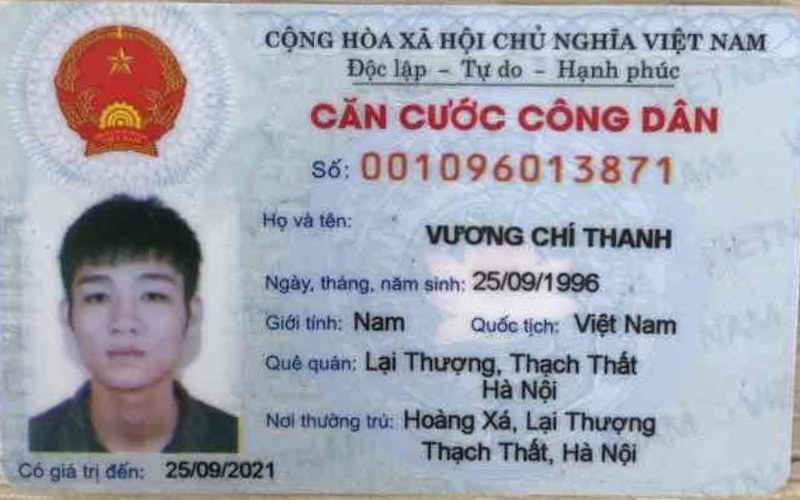 CỘNG HÒA XÃ HỘI CHỦ NGHĨA VIỆT NAM
Độc lập – Tự do – Hạnh phúc
CĂN CƯỚC CÔNG DÂN
Số: 001096013871
Họ và tên: VƯƠNG CHÍ THANH
Ngày, tháng, năm sinh: 25/09/1996
Giới tính: Nam Quốc tịch: Việt Nam
Quê quán: Lại Thượng, Thạch Thất
Hà Nội
Nơi thường trú: Hoàng Xá, Lại Thượng
Thạch Thất, Hà Nội
Có giá trị đến: 25/09/2021